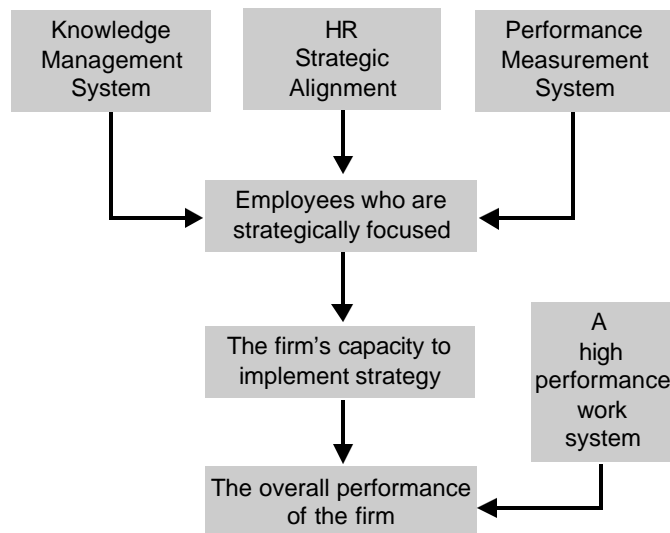 Knowledge
Management
System
HR
Strategic
Alignment
Performance
Measurement
System
Employees who are
strategically focused
The firm’s capacity to
implement strategy
A
high
performance
work
system
The overall performance
of the firm